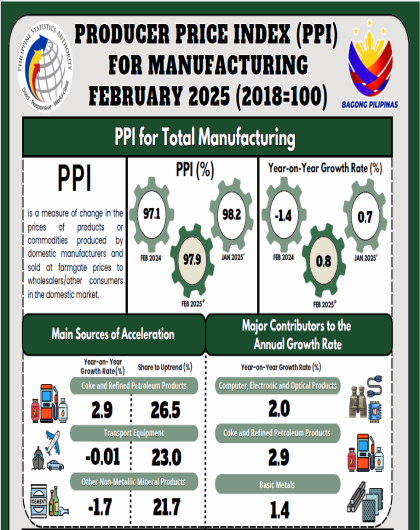 PHILIPPINE STATISTICS AUTHORITY
Solid • Responsive • World-class
PRODUCER PRICE INDEX (PPI)
FOR MANUFACTURING
FEBRUARY 2025 (2018=100)
BAGONG PILIPINAS
PPI for Total Manufacturing
PPI
is a measure of change in the
prices of products or
commodities produced by
domestic manufacturers and
sold at farmgate prices to
wholesalers/other consumers
in the domestic market.
PPI (%)
97.1
FEB 2024
98.2
JAN 2025ʳ
97.9
FEB 2025ᵖ
Year-on-Year Growth Rate (%)
-1.4
FEB 2024
0.7
JAN 2025ʳ
0.8
FEB 2025ᵖ
Main Sources of Acceleration
Year-on-Year
Growth Rate(%)
Share to Uptrend (%)
Coke and Refined Petroleum Products
2.9 26.5
Transport Equipment
-0.01 23.0
Other Non-Metallic Mineral Products
CEMENT
-1.7 21.7
Major Contributors to the
Annual Growth Rate
Year-on-Year Growth Rate (%)
Computer, Electronic and Optical Products
2.0
Coke and Refined Petroleum Products
2.9
Basic Metals
1.4